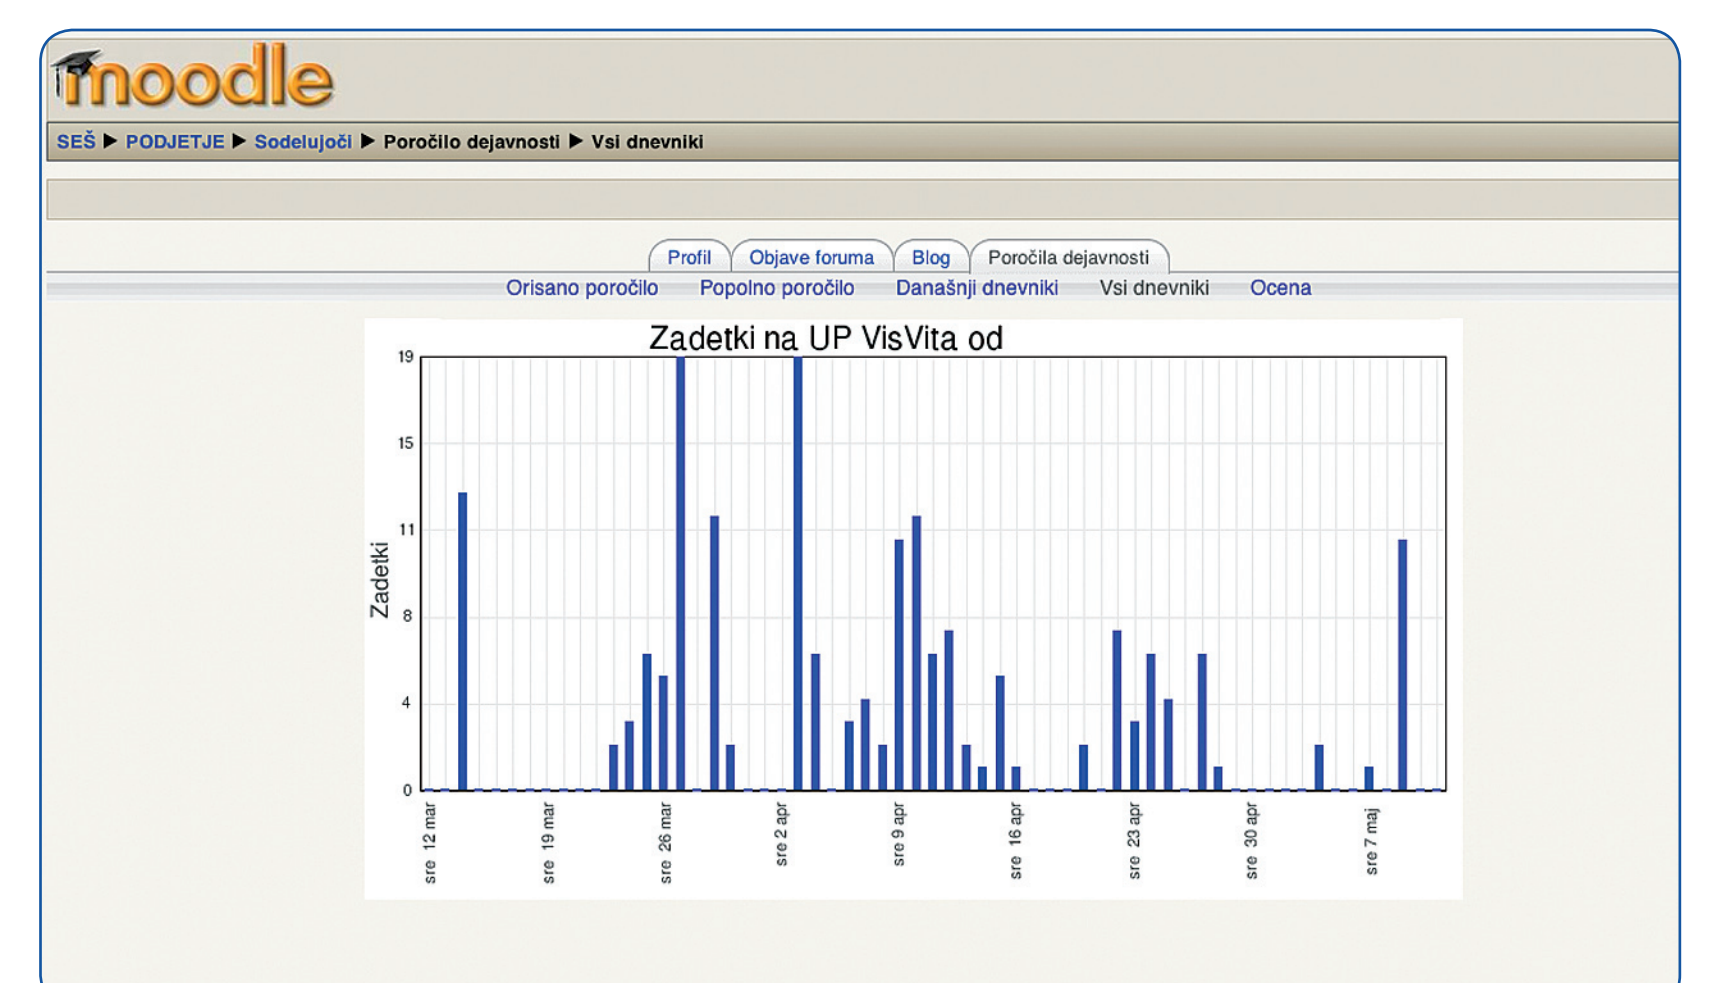 moodle
SEŠ ► PODJETJE ► Sodelujoči ► Poročilo dejavnosti ► Vsi dnevniki
Profil Objave foruma Blog Poročila dejavnosti
Orisano poročilo Popolno poročilo Današnji dnevniki Vsi dnevniki Ocena
Zadetki na UP VisVita od
19
15
11
8
4
0
Zadetki
sre 12 mar
sre 19 mar
sre 26 mar
sre 2 apr
sre 9 apr
sre 16 apr
sre 23 apr
sre 30 apr
sre 7 maj